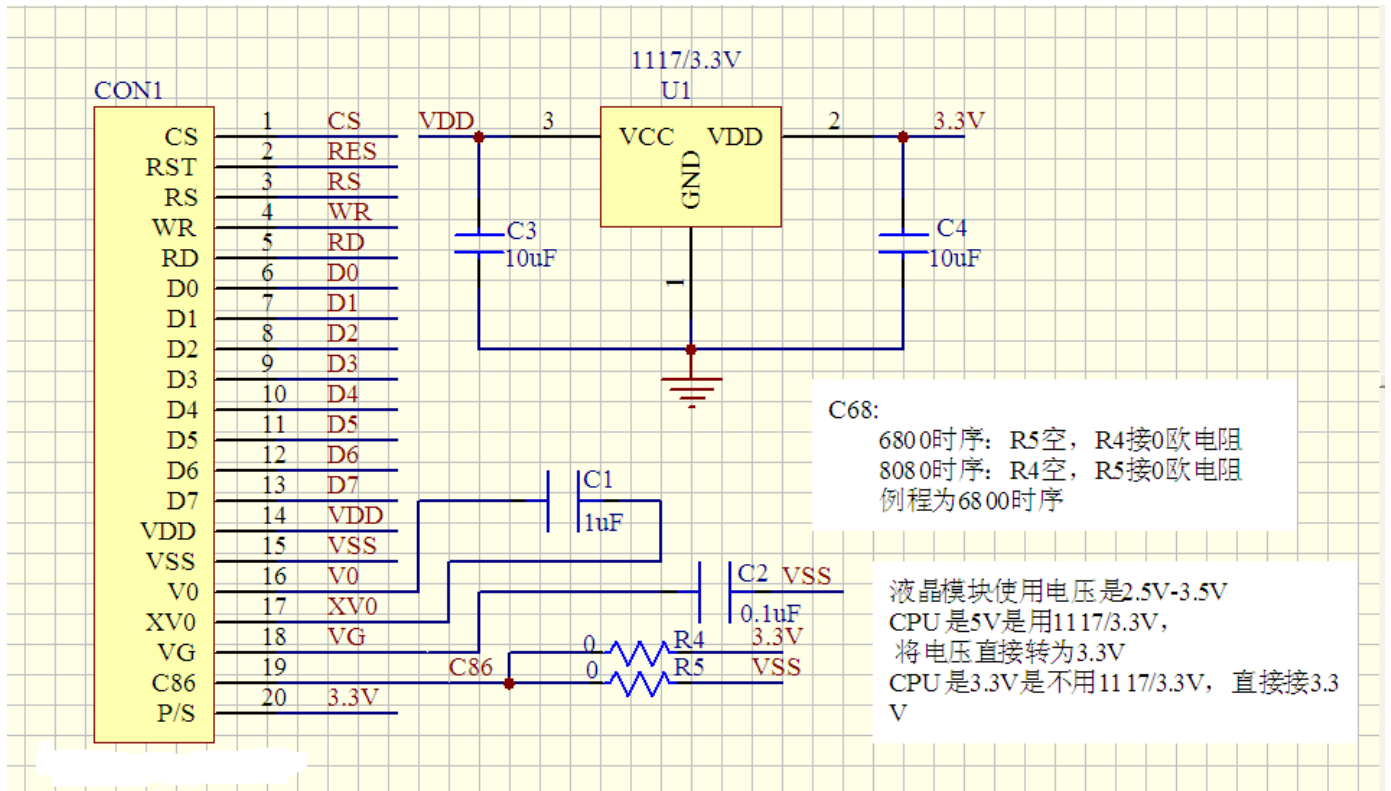 1117/3.3V
U1
CON1
CS 1 CS
RST 2 RES
RS 3 RS
WR 4 WR
RD 5 RD
D0 6 D0
D1 7 D1
D2 8 D2
D3 9 D3
D4 10 D4
D5 11 D5
D6 12 D6
D7 13 D7
VDD 14 VDD
VSS 15 VSS
V0 16 V0
XV0 17 XV0
VG 18 VG
C86 19 C86
P/S 20 3.3V
VDD 3 VCC VDD 2 3.3V
GND
1
C3
10uF
C4
10uF
C1
1uF
C2 VSS
0.1uF
0 R4 3.3V
0 R5 VSS
C68:
6800时序：R5空，R4接0欧电阻
8080时序：R4空，R5接0欧电阻
例程为6800时序
液晶模块使用电压是2.5V-3.5V
CPU是5V是用1117/3.3V，
将电压直接转为3.3V
CPU是3.3V是不用1117/3.3V，直接接3.3
V